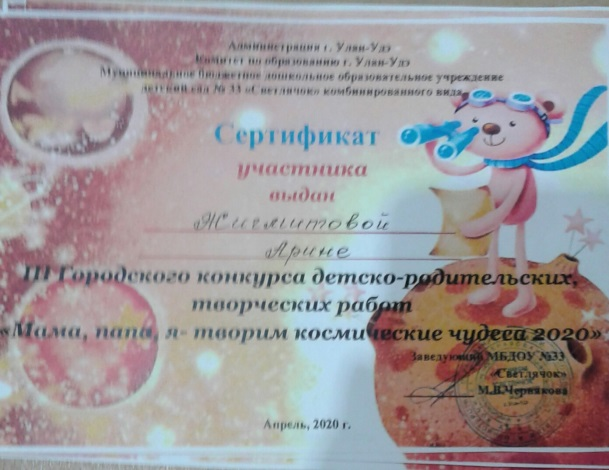 Администрация г. Улан-Удэ
Комитет по образованию г. Улан-Удэ
Муниципальное бюджетное дошкольное образовательное учреждение
детский сад № 33 «Светлячок» комбинированного вида
Сертификат
участника
выдан
Жигмитовой
Арине
III Городского конкурса детско-родительских,
творческих работ
«Мама, папа, я- творим космические чудеса 2020»
Заведующий МБДОУ №33
«Светлячок»
М.В.Чернякова
Апрель, 2020 г.